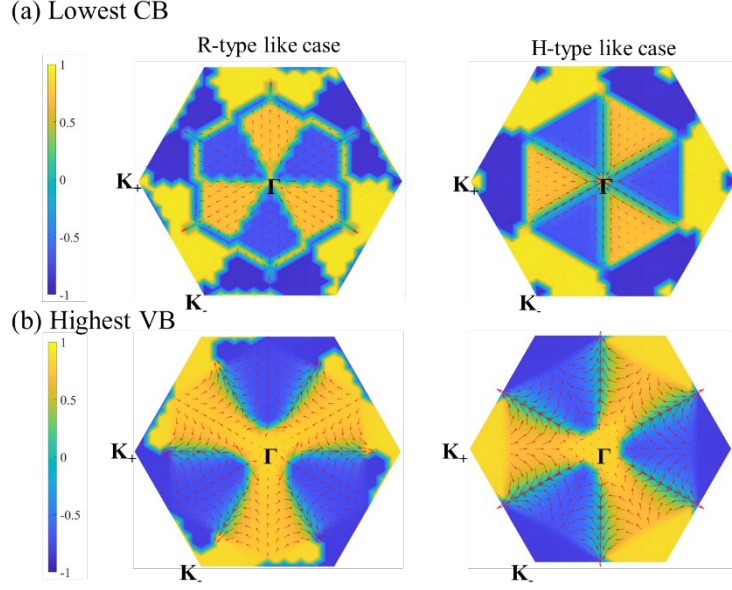 (a) Lowest CB
R-type like case
H-type like case
1
0.5
0
-0.5
-1
K+
Γ
K+
Γ
K-
(b) Highest VB
1
0.5
0
-0.5
-1
K+
Γ
K+
Γ
K-
K-